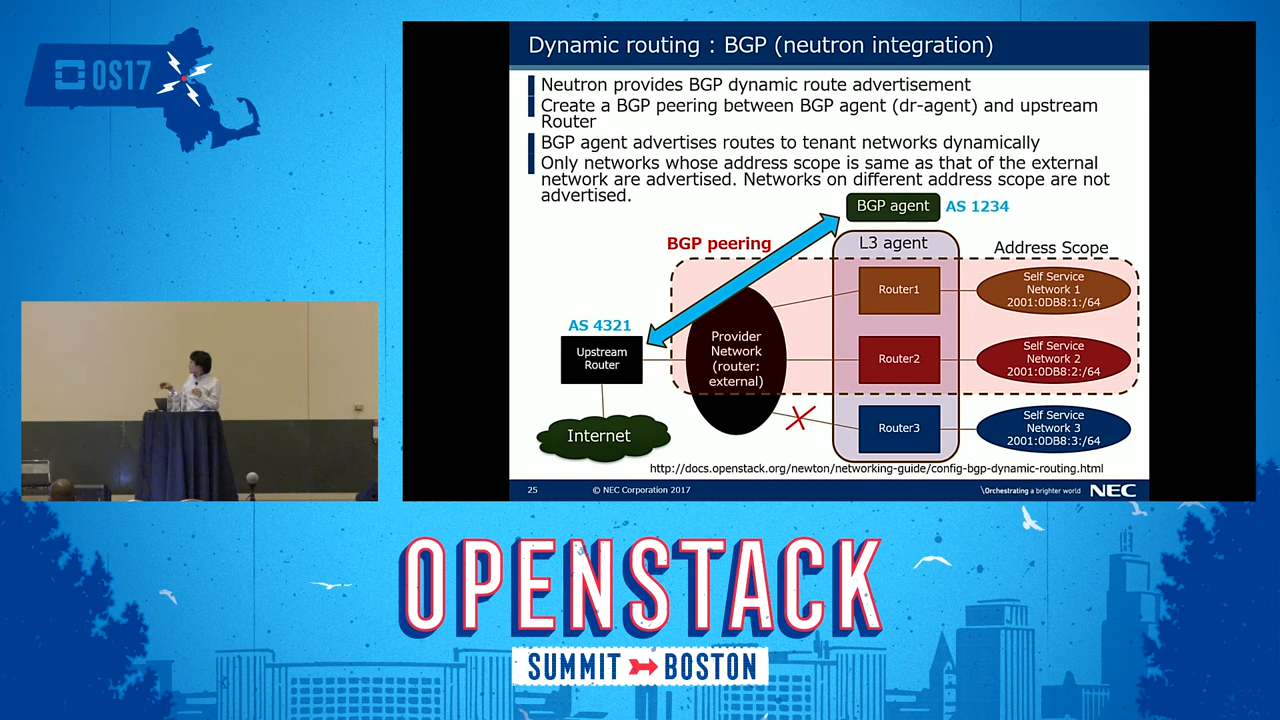 OS17
Dynamic routing : BGP (neutron integration)
Neutron provides BGP dynamic route advertisement
Create a BGP peering between BGP agent (dr-agent) and upstream
Router
BGP agent advertises routes to tenant networks dynamically
Only networks whose address scope is same as that of the external
network are advertised. Networks on different address scope are not
advertised.
BGP agent
AS 1234
BGP peering
L3 agent
Address Scope
Router1
Self Service
Network 1
2001:0DB8:1:/64
AS 4321
Upstream
Router
Provider
Network
(router:
external)
Router2
Self Service
Network 2
2001:0DB8:2:/64
Internet
Router3
Self Service
Network 3
2001:0DB8:3:/64
http://docs.openstack.org/newton/networking-guide/config-bgp-dynamic-routing.html
25
© NEC Corporation 2017
\Orchestrating a brighter world
NEC
OPENSTACK
SUMMIT BOSTON